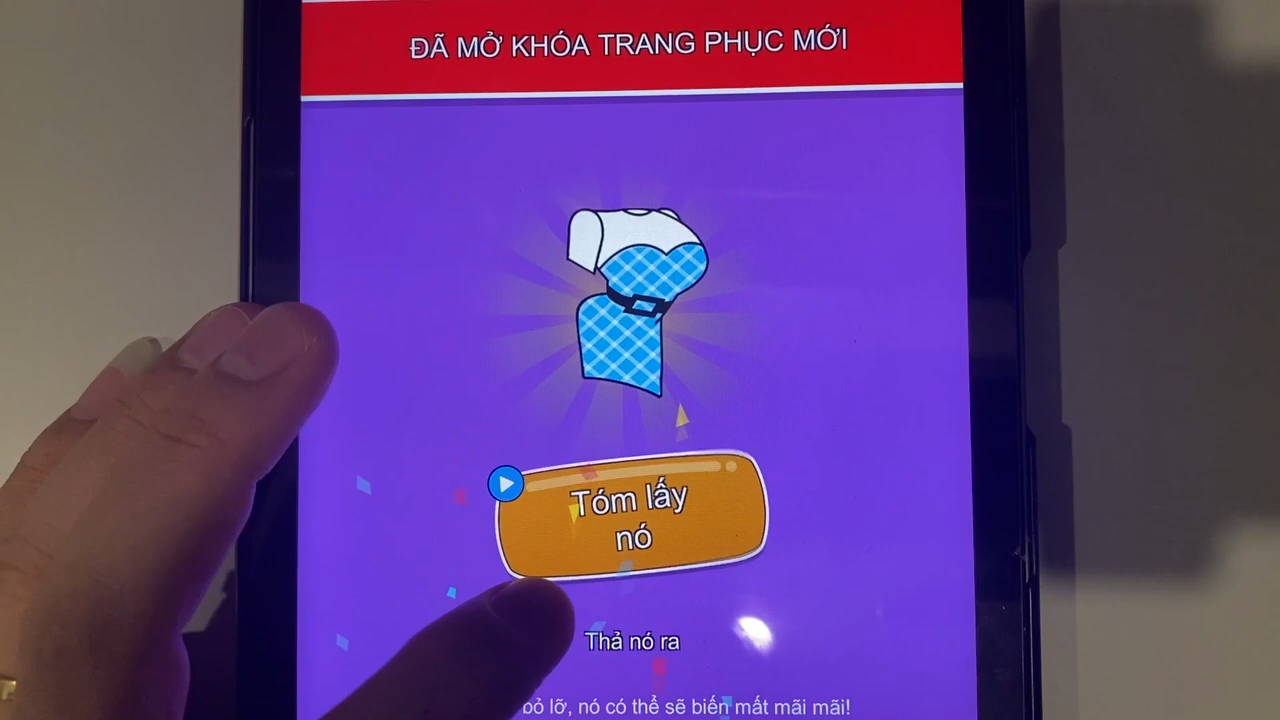 ĐÃ MỞ KHÓA TRANG PHỤC MỚI
Tóm lấy
nó
Thả nó ra
bỏ lỡ, nó có thể sẽ biến mất mãi mãi!